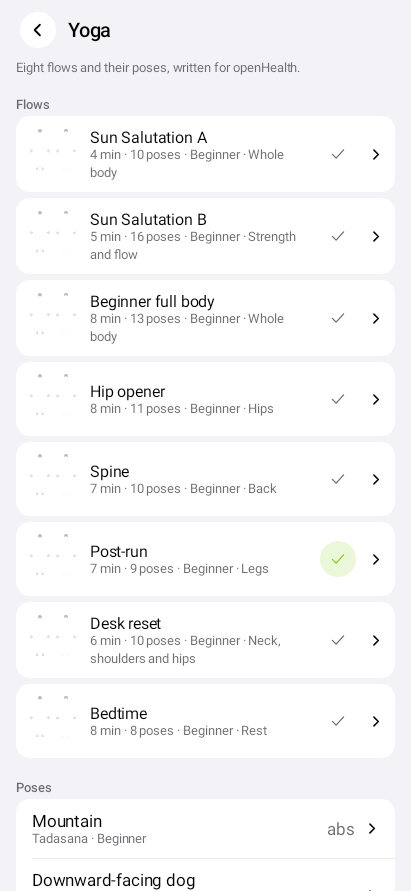 Yoga
Eight flows and their poses, written for openHealth.
Flows
Sun Salutation A
4 min · 10 poses · Beginner · Whole
body
Sun Salutation B
5 min · 16 poses · Beginner · Strength
and flow
Beginner full body
8 min · 13 poses · Beginner · Whole
body
Hip opener
8 min · 11 poses · Beginner · Hips
Spine
7 min · 10 poses · Beginner · Back
Post-run
7 min · 9 poses · Beginner · Legs
Desk reset
6 min · 10 poses · Beginner · Neck,
shoulders and hips
Bedtime
8 min · 8 poses · Beginner · Rest
Poses
Mountain
Tadasana · Beginner
abs
Downward-facing dog